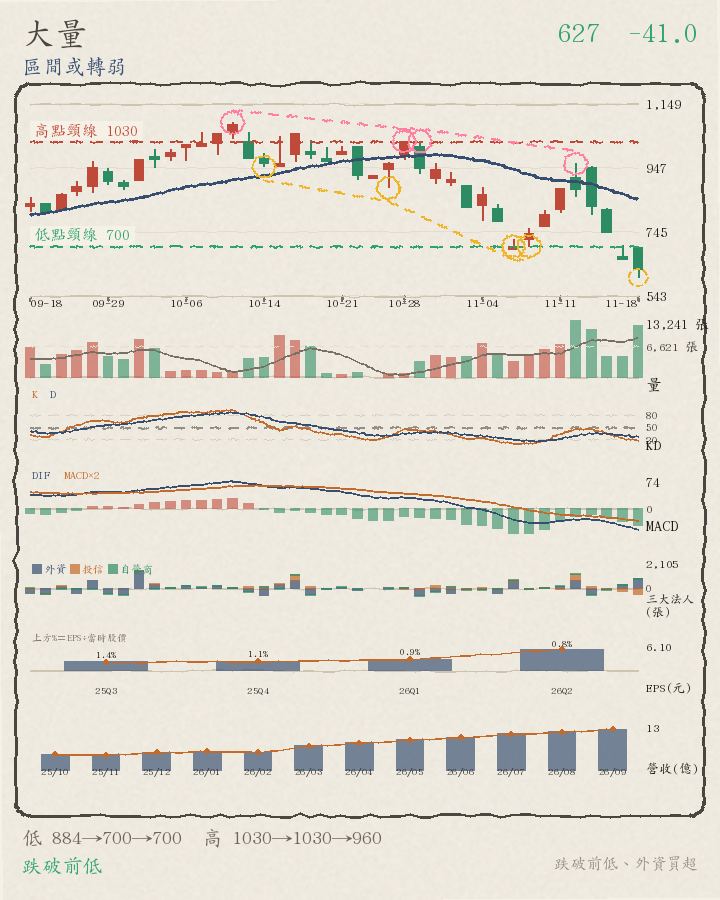 大量
627 -41.0
區間或轉弱
1,149
高點頸線 1030
947
低點頸線 700
745
543
09-18 09-29 10-06 10-14 10-21 10-28 11-04 11-11 11-18
13,241 張
6,621 張
量
K D
80
50
20
KD
DIF MACD×2
74
0
MACD
2,105
外資 投信 自營商
0
三大法人
(張)
上方%=EPS÷當時股價
1.4% 1.1% 0.9% 0.8%
6.10
25Q3 25Q4 26Q1 26Q2
EPS(元)
13
25/10 25/11 25/12 26/01 26/02 26/03 26/04 26/05 26/06 26/07 26/08 26/09
營收(億)
低 884→700→700 高 1030→1030→960
跌破前低
跌破前低、外資買超